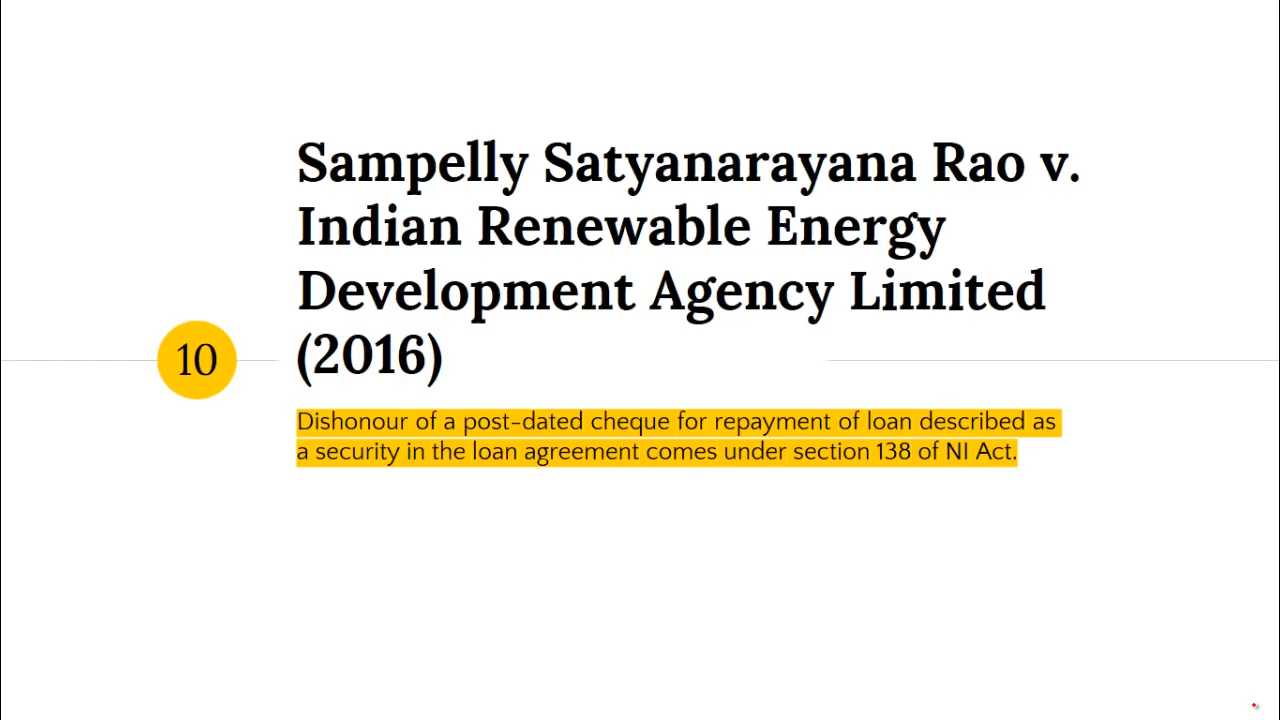 Sampelly Satyanarayana Rao v.
Indian Renewable Energy
Development Agency Limited
(2016)
10
Dishonour of a post-dated cheque for repayment of loan described as
a security in the loan agreement comes under section 138 of NI Act.